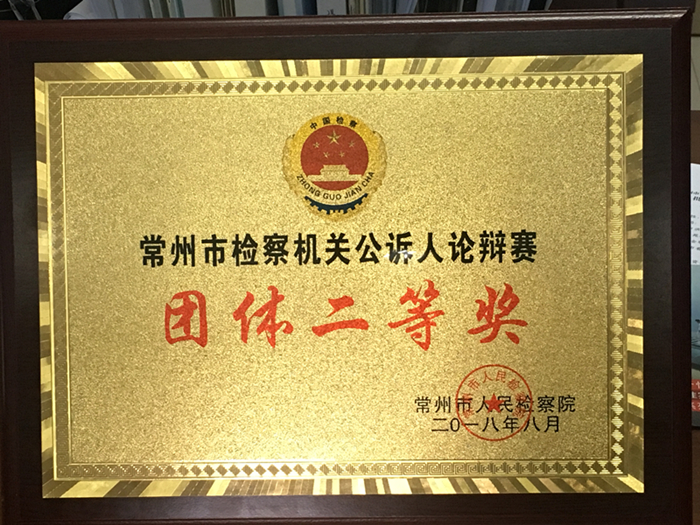 中国检察
ZHONG GUO JIAN CHA
常州市检察机关公诉人论辩赛
团体二等奖
常州市人民检察院
二0一八年八月